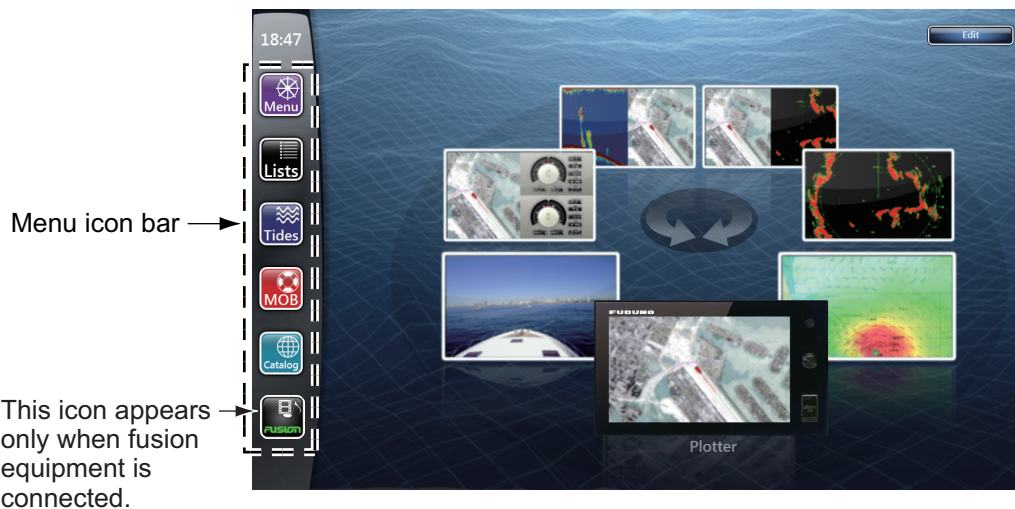 18:47
Edit
Menu
Lists
Menu icon bar
Tides
MOB
FURUNO
Catalog
This icon appears
only when fusion
equipment is
connected.
FUSION
Plotter